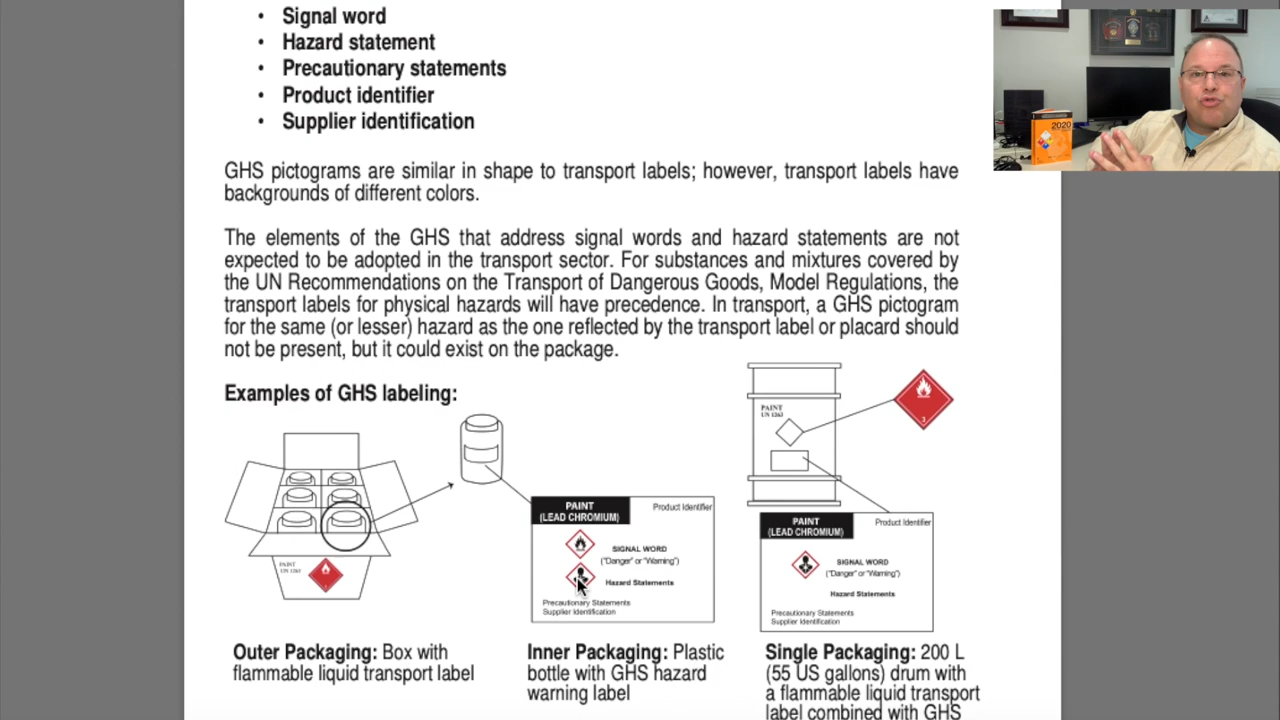 • Signal word
• Hazard statement
• Precautionary statements
• Product identifier
• Supplier identification
2020
GHS pictograms are similar in shape to transport labels; however, transport labels have
backgrounds of different colors.
The elements of the GHS that address signal words and hazard statements are not
expected to be adopted in the transport sector. For substances and mixtures covered by
the UN Recommendations on the Transport of Dangerous Goods, Model Regulations, the
transport labels for physical hazards will have precedence. In transport, a GHS pictogram
for the same (or lesser) hazard as the one reflected by the transport label or placard should
not be present, but it could exist on the package.
Examples of GHS labeling:
PAINT
UN 1263
3
PAINT
(LEAD CHROMIUM)
Product Identifier
SIGNAL WORD
("Danger" or "Warning")
Hazard Statements
Precautionary Statements
Supplier Identification
PAINT
(LEAD CHROMIUM)
Product Identifier
SIGNAL WORD
("Danger" or "Warning")
Hazard Statements
Precautionary Statements
Supplier Identification
PAINT
UN 1263
Outer Packaging: Box with
flammable liquid transport label
Inner Packaging: Plastic
bottle with GHS hazard
warning label
Single Packaging: 200 L
(55 US gallons) drum with
a flammable liquid transport
label combined with GHS